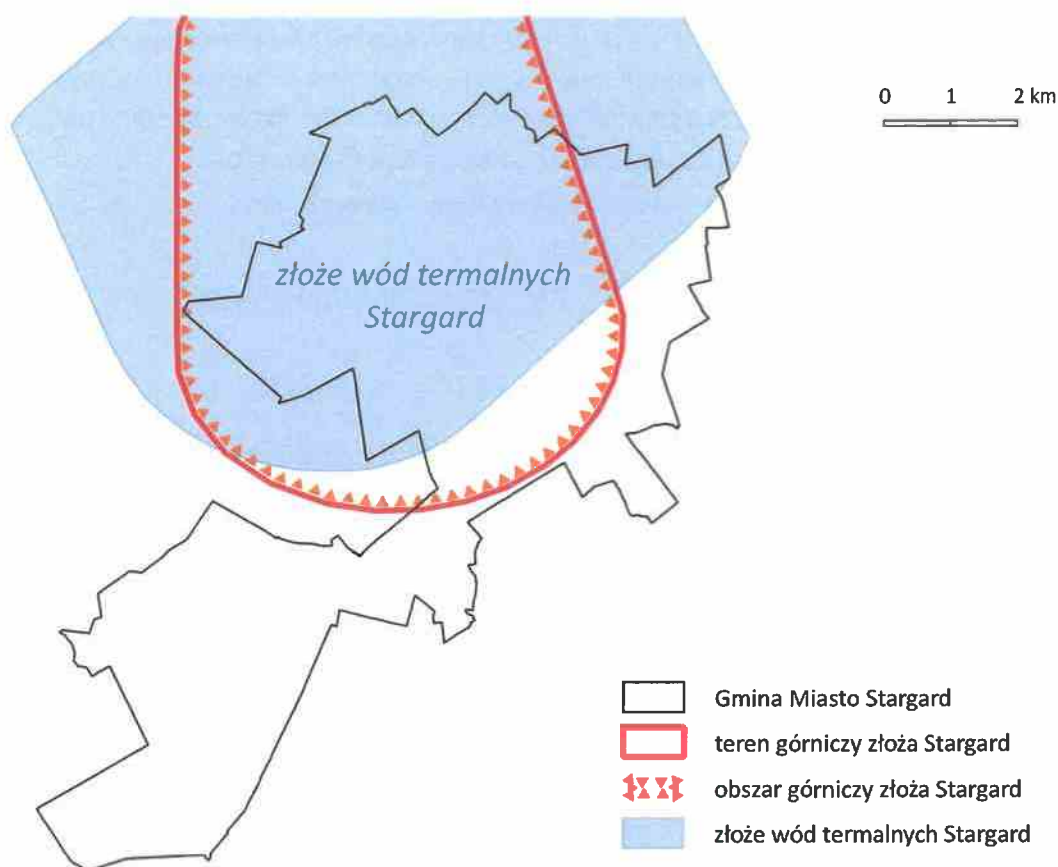 0 1 2 km
złoże wód termalnych
Stargard
Gmina Miasto Stargard
teren górniczy złoża Stargard
obszar górniczy złoża Stargard
złoże wód termalnych Stargard